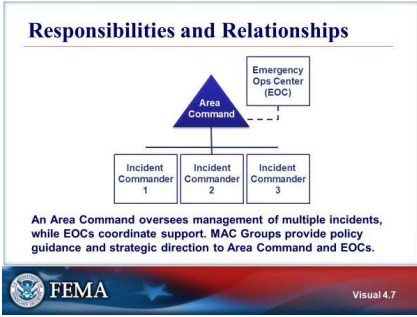 Responsibilities and Relationships
Emergency
Ops Center
(EOC)
Area
Command
Incident
Commander
1
Incident
Commander
2
Incident
Commander
3
An Area Command oversees management of multiple incidents,
while EOCs coordinate support. MAC Groups provide policy
guidance and strategic direction to Area Command and EOCs.
FEMA
Visual 4.7